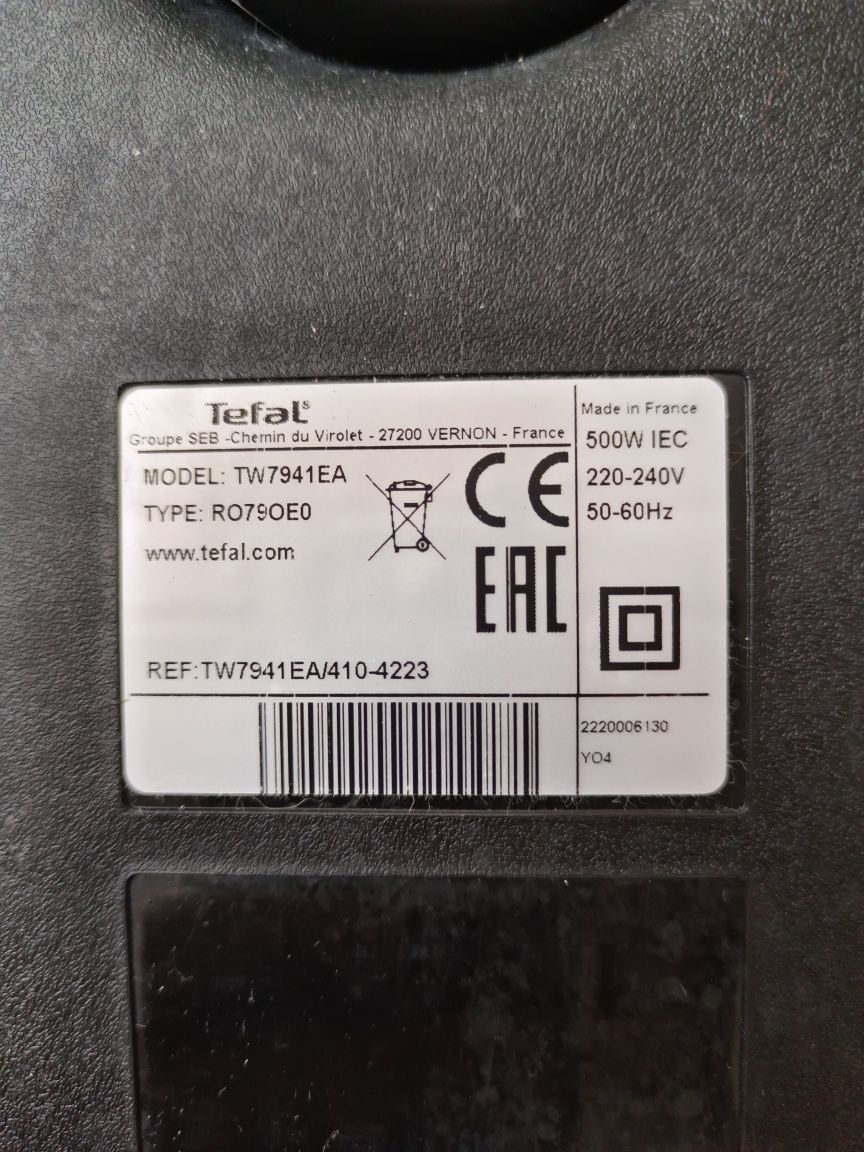 Tefal®
Groupe SEB -Chemin du Virolet - 27200 VERNON - France
MODEL: TW7941EA
TYPE: RO79OE0
www.tefal.com
CE
EAC
REF:TW7941EA/410-4223
Made in France
500W IEC
220-240V
50-60Hz
2220006130
YO4